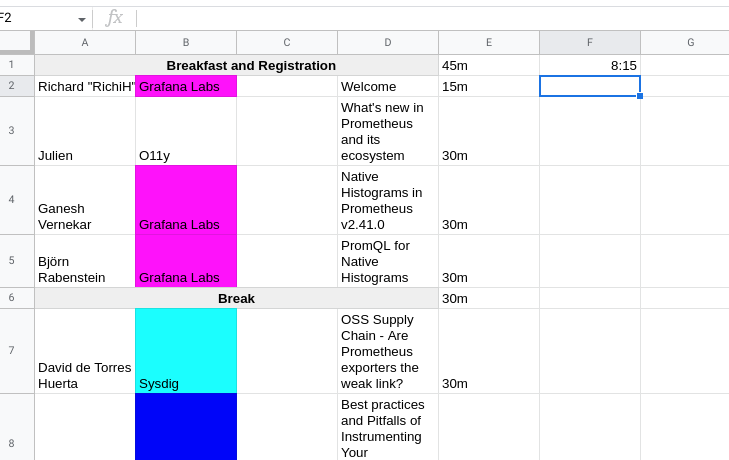 F2
fx
A B C D E F G
1 Breakfast and Registration 45m 8:15
2 Richard "RichiH" Grafana Labs Welcome 15m
What's new in
Prometheus
and its
3 Julien O11y ecosystem 30m
Native
Histograms in
4 Ganesh Prometheus
Vernekar Grafana Labs v2.41.0 30m
PromQL for
5 Björn Native
Rabenstein Grafana Labs Histograms 30m
6 Break 30m
OSS Supply
Chain - Are
7 Prometheus
David de Torres exporters the
Huerta Sysdig weak link? 30m
Best practices
and Pitfalls of
8 Instrumenting
Your